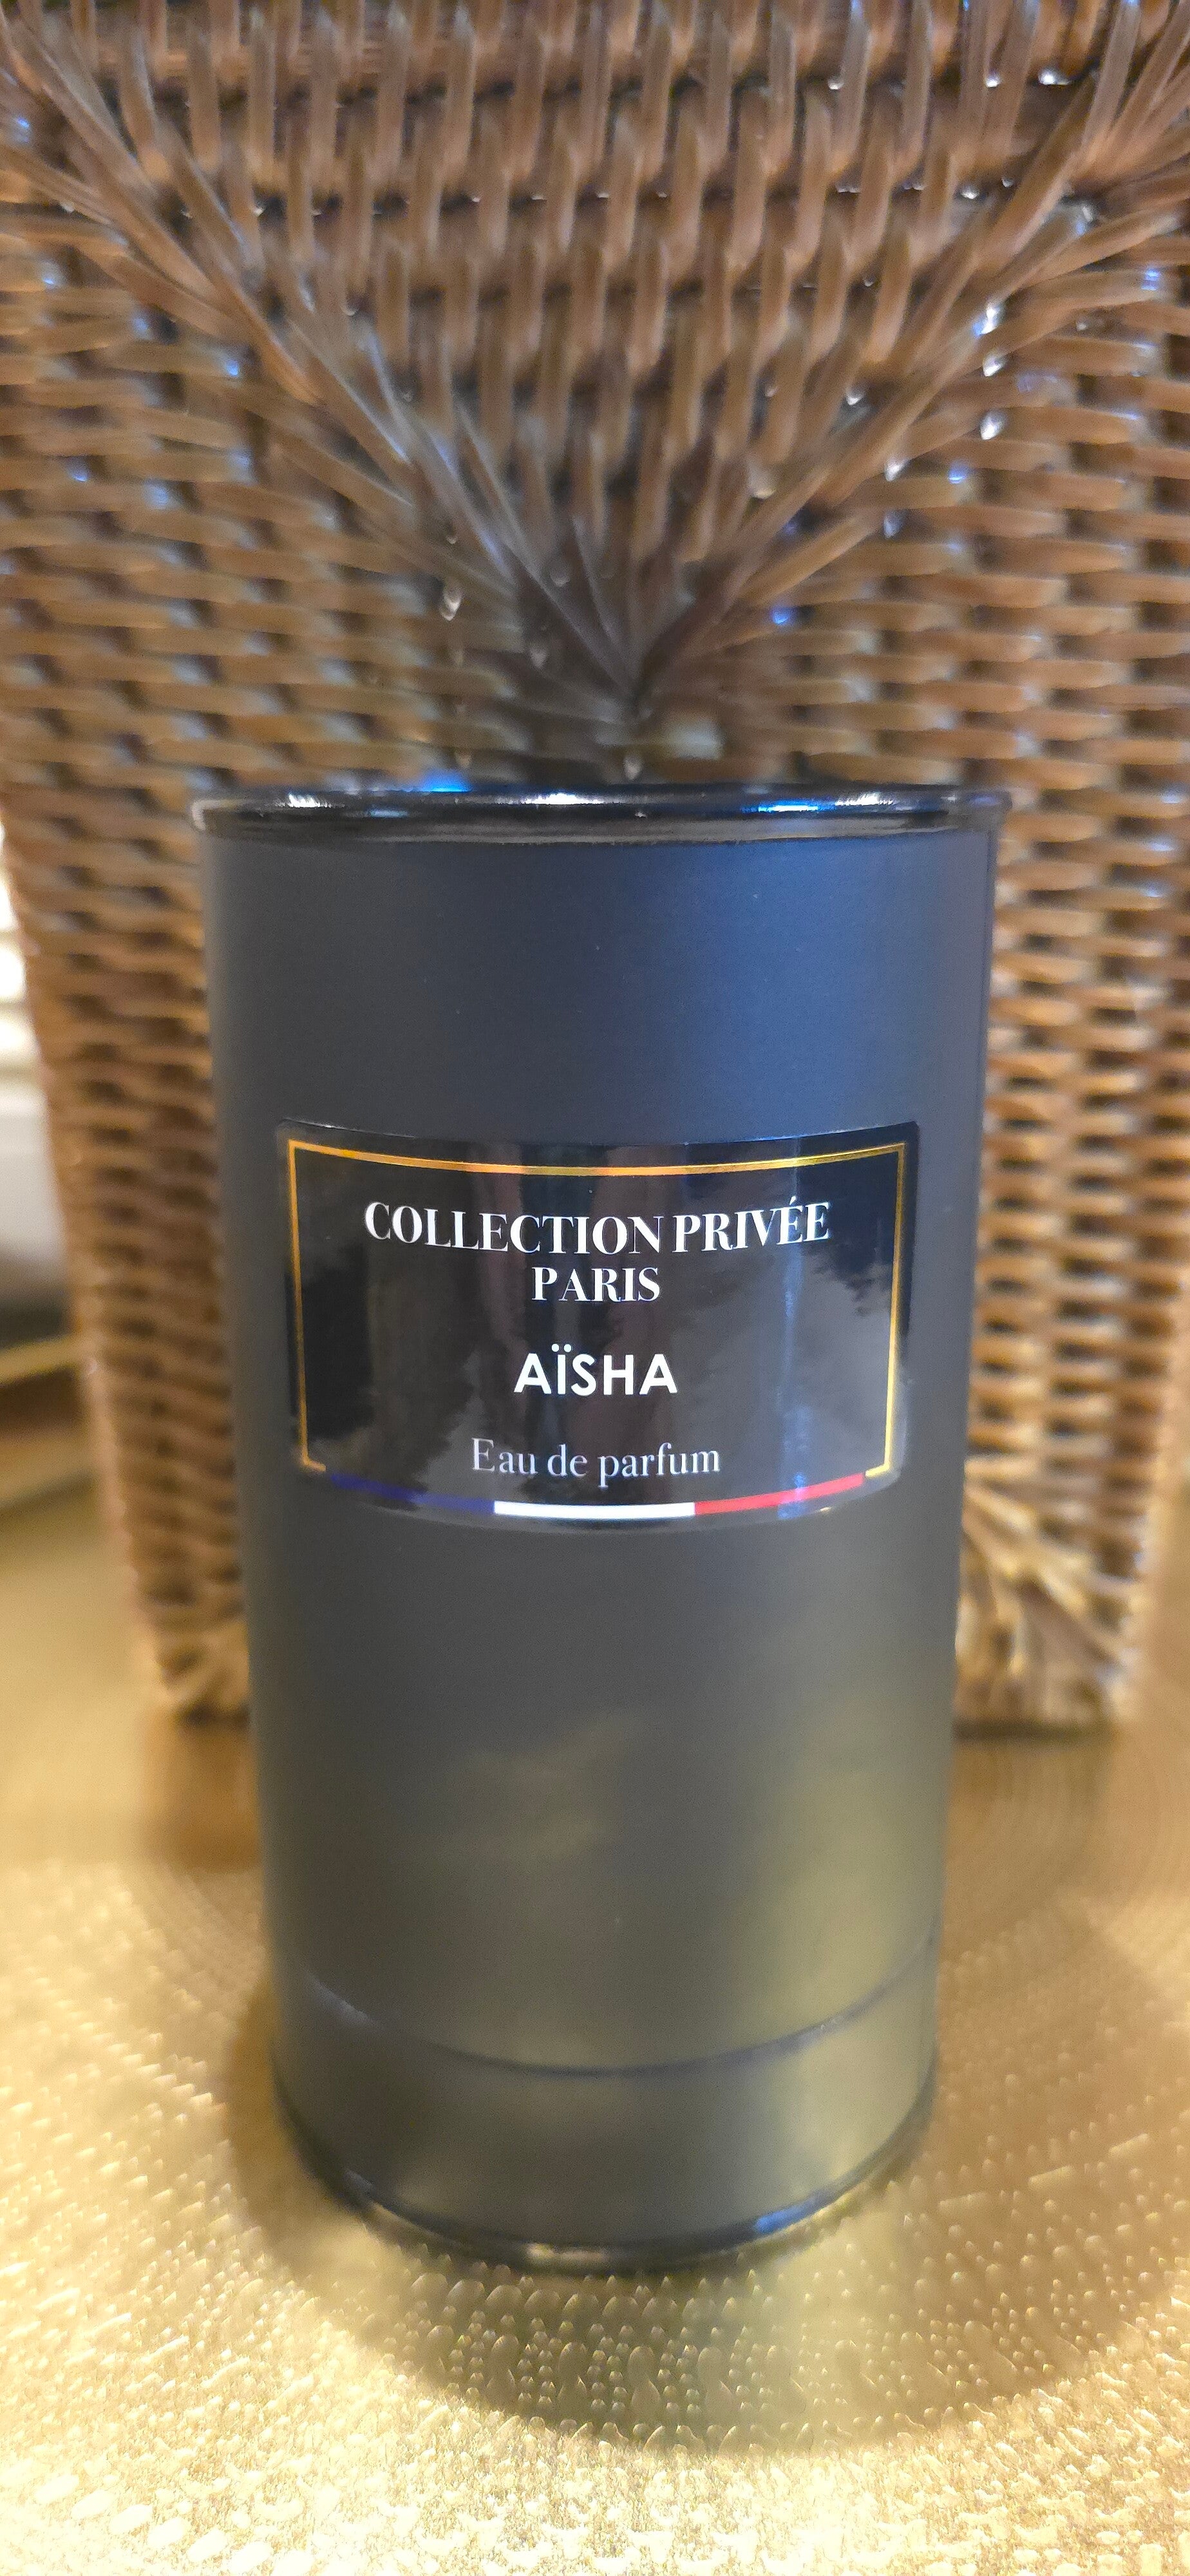 COLLECTION PRIVÉE
PARIS
AÏSHA
Eau de parfum